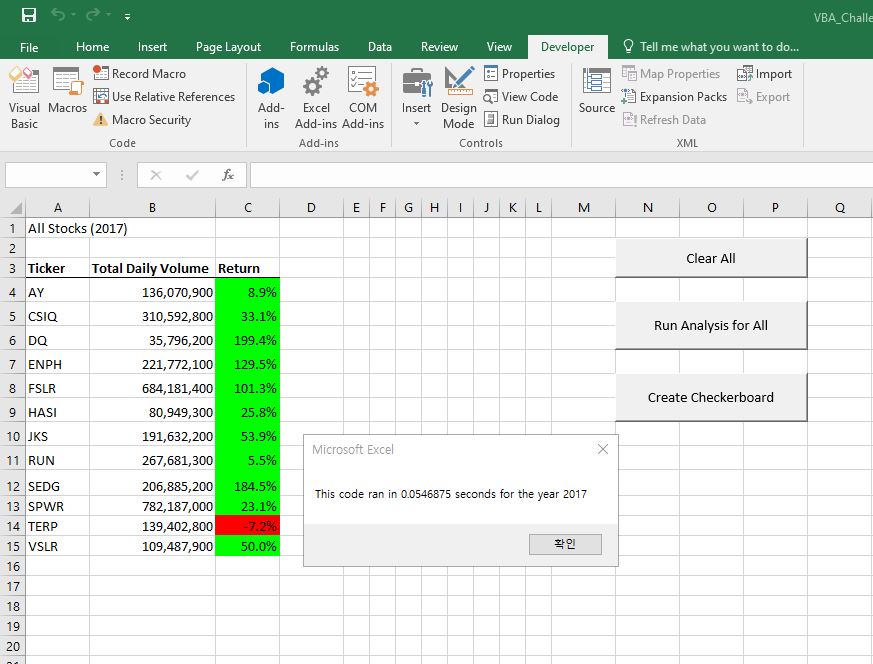 VBA_Challe
File Home Insert Page Layout Formulas Data Review View Developer Tell me what you want to do...
Visual Basic
Macros
Record Macro
Use Relative References
Macro Security
Code
Add-ins
Excel Add-ins
COM Add-ins
Add-ins
Insert
Design Mode
Properties
View Code
Run Dialog
Controls
Source
Map Properties
Expansion Packs
Refresh Data
Import
Export
XML
fx
A B C D E F G H I J K L M N O P Q
1 All Stocks (2017)
2
3 Ticker Total Daily Volume Return
4 AY 136,070,900 8.9%
5 CSIQ 310,592,800 33.1%
6 DQ 35,796,200 199.4%
7 ENPH 221,772,100 129.5%
8 FSLR 684,181,400 101.3%
9 HASI 80,949,300 25.8%
10 JKS 191,632,200 53.9%
11 RUN 267,681,300 5.5%
12 SEDG 206,885,200 184.5%
13 SPWR 782,187,000 23.1%
14 TERP 139,402,800 -7.2%
15 VSLR 109,487,900 50.0%
16
17
18
19
20
Clear All
Run Analysis for All
Create Checkerboard
Microsoft Excel
This code ran in 0.0546875 seconds for the year 2017
확인